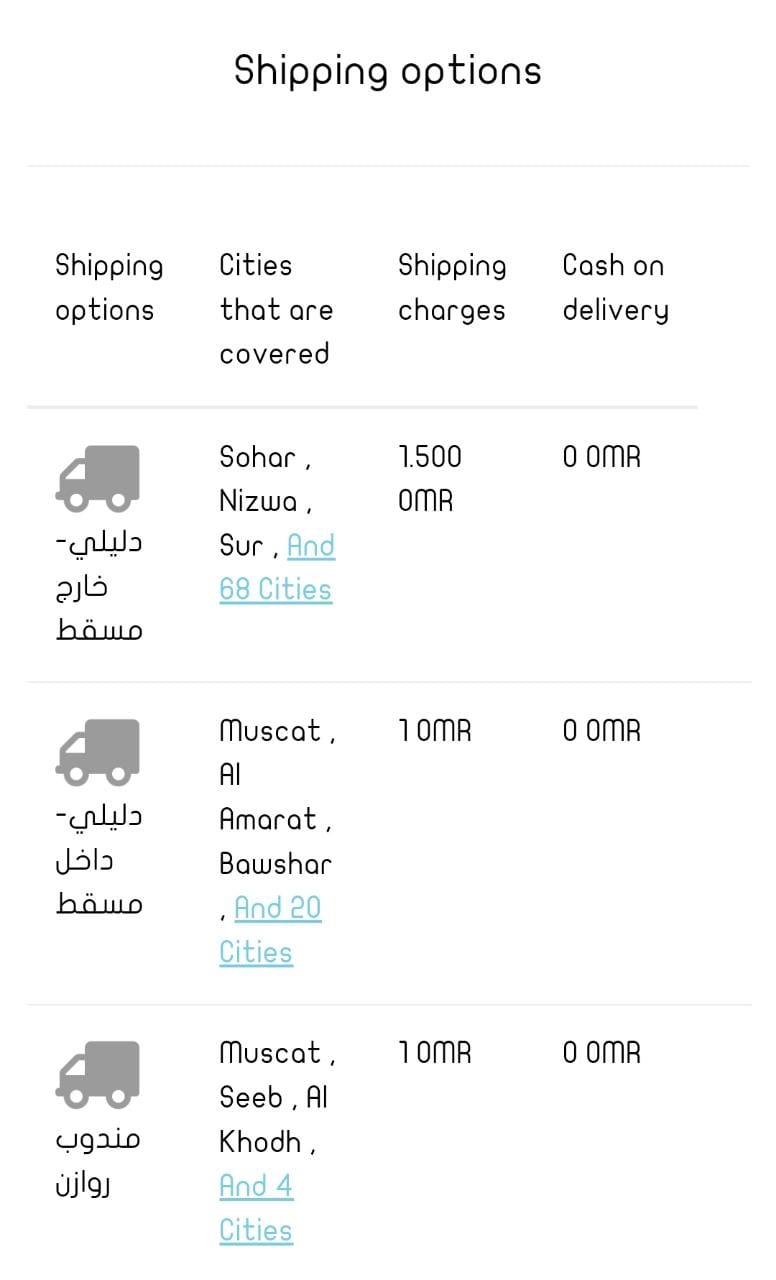 Shipping options
Shipping
options
Cities
that are
covered
Shipping
charges
Cash on
delivery
دليلي-
خارج
مسقط
Sohar ,
Nizwa ,
Sur , And
68 Cities
1.500
OMR
0 OMR
دليلي-
داخل
مسقط
Muscat ,
Al
Amarat ,
Bawshar
, And 20
Cities
1 OMR
0 OMR
مندوب
روازن
Muscat ,
Seeb , Al
Khodh ,
And 4
Cities
1 OMR
0 OMR